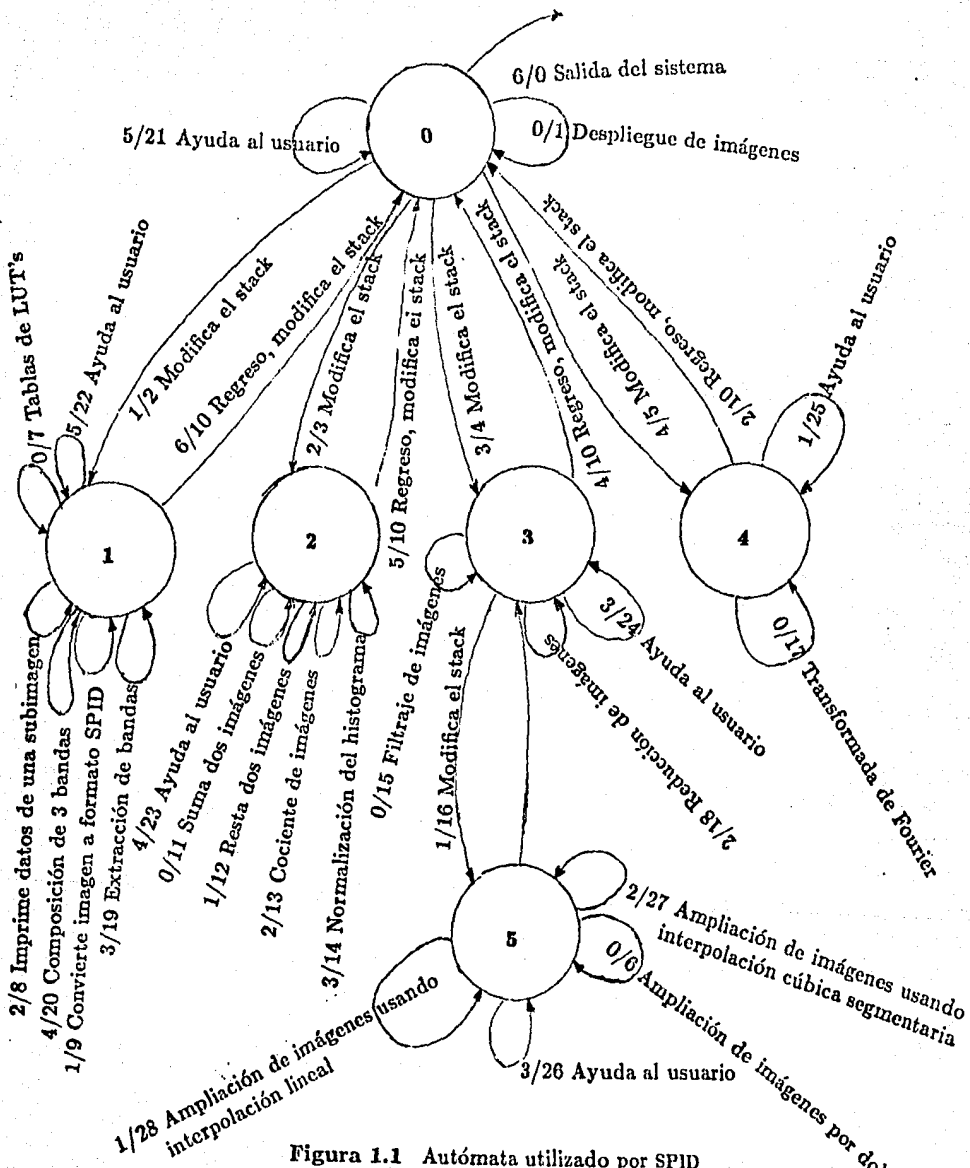 6/0 Salida del sistema
5/21 Ayuda al usuario
0
0/1 Despliegue de imágenes
0/7 Tablas de LUT's
5/22 Ayuda al usuario
1/2 Modifica el stack
6/10 Regreso, modifica el stack
2/3 Modifica el stack
5/10 Regreso, modifica el stack
3/4 Modifica el stack
4/10 Regreso, modifica el stack
4/5 Modifica el stack
2/10 Regreso, modifica el stack
1/25 Ayuda al usuario
1
2
3
4
2/8 Imprime datos de una subimagen
4/20 Composición de 3 bandas
1/9 Convierte imagen a formato SPID
3/19 Extracción de bandas
4/23 Ayuda al usuario
0/11 Suma dos imágenes
1/12 Resta dos imágenes
2/13 Cociente de imágenes
3/14 Normalización del histograma
0/15 Filtraje de imágenes
1/16 Modifica el stack
2/18 Reducción de imágenes
3/24 Ayuda al usuario
0/17 Transformada de Fourier
5
2/27 Ampliación de imágenes usando
interpolación cúbica segmentaria
0/6 Ampliación de imágenes por
3/26 Ayuda al usuario
1/28 Ampliación de imágenes usando
interpolación lineal
Figura 1.1 Autómata utilizado por SPID